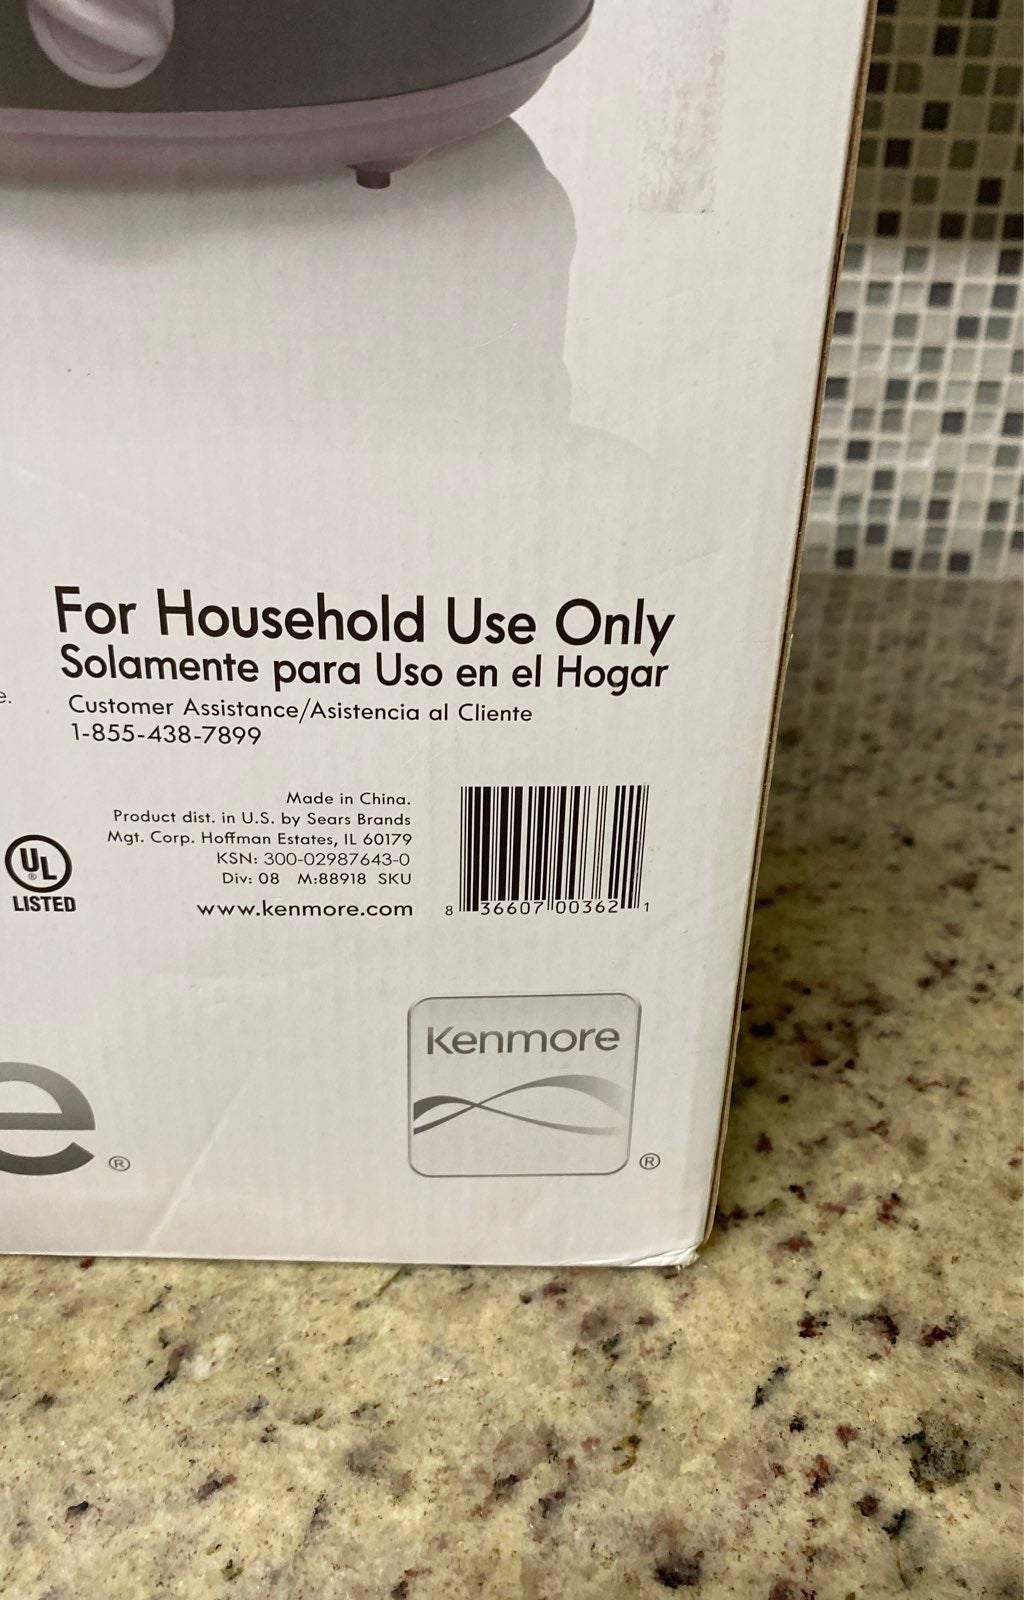 For Household Use Only
Solamente para Uso en el Hogar
e.
Customer Assistance/Asistencia al Cliente
1-855-438-7899
Made in China.
Product dist. in U.S. by Sears Brands
Mgt. Corp. Hoffman Estates, IL 60179
KSN: 300-02987643-0
Div: 08 M:88918 SKU
www.kenmore.com
UL
®
LISTED
8 36607 00362 1
Kenmore
®
e
®